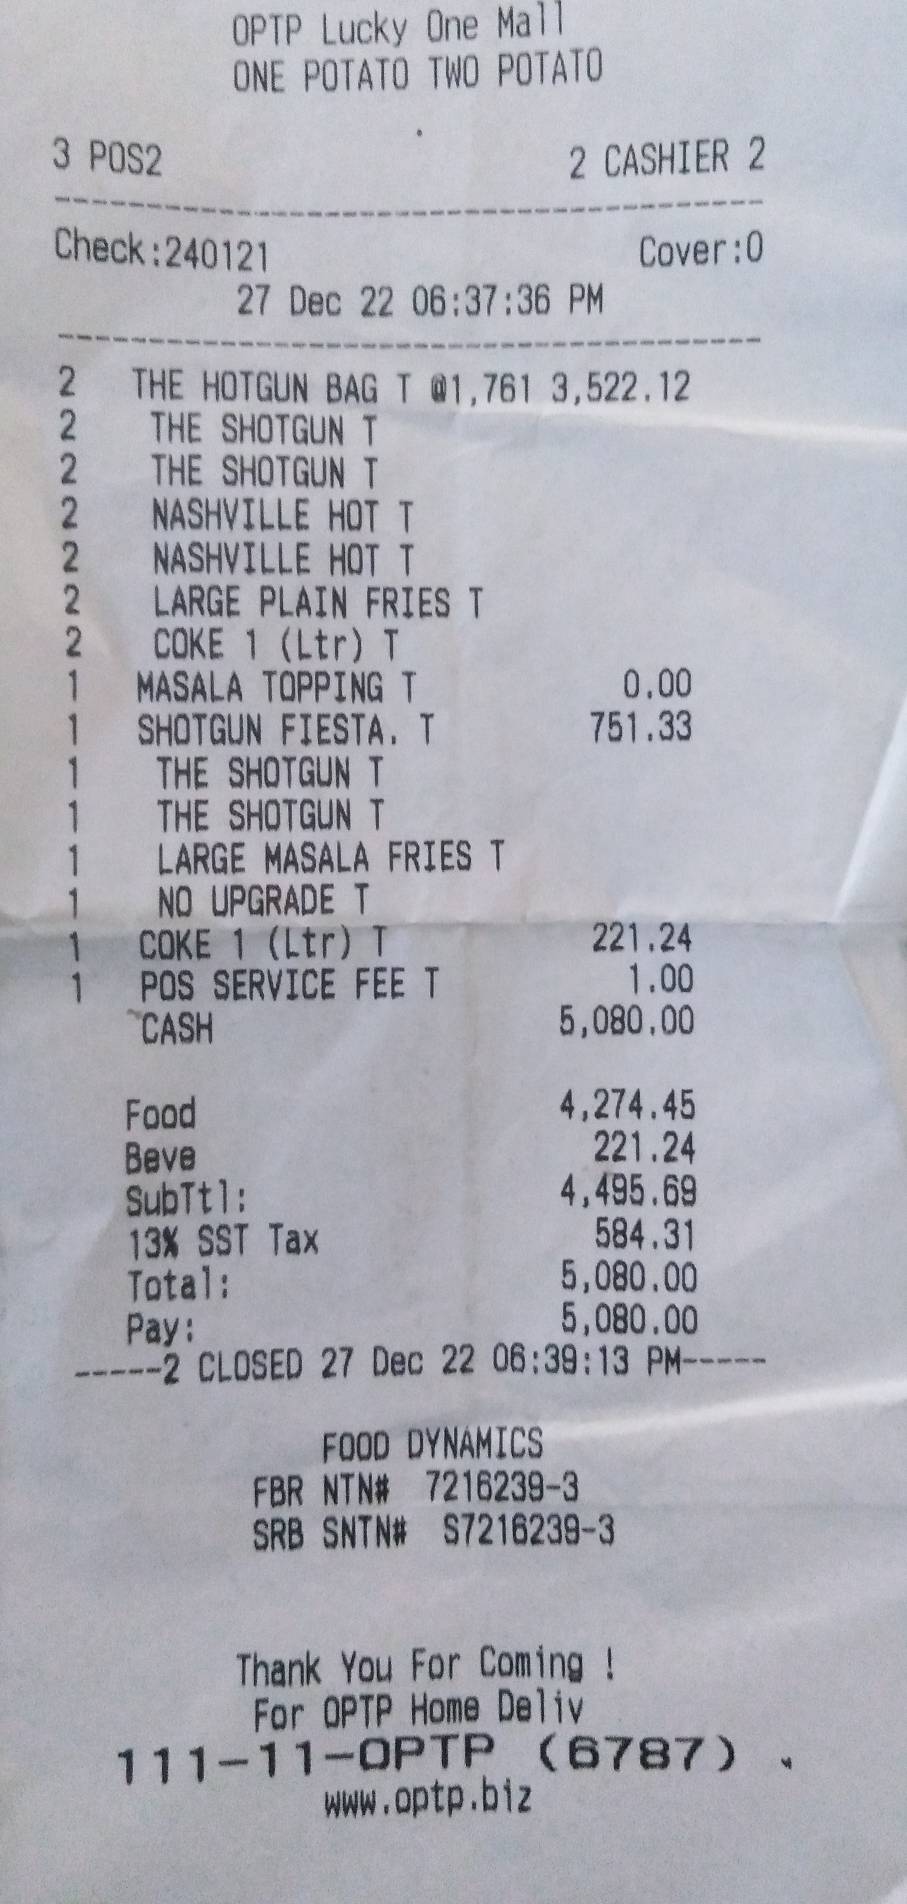 OPTP Lucky One Mall
ONE POTATO TWO POTATO
3 POS2 2 CASHIER 2
Check:240121 Cover:0
27 Dec 22 06:37:36 PM
2 THE HOTGUN BAG T @1,761 3,522.12
2 THE SHOTGUN T
2 THE SHOTGUN T
2 NASHVILLE HOT T
2 NASHVILLE HOT T
2 LARGE PLAIN FRIES T
2 COKE 1 (Ltr) T
1 MASALA TOPPING T 0.00
1 SHOTGUN FIESTA. T 751.33
1 THE SHOTGUN T
1 THE SHOTGUN T
1 LARGE MASALA FRIES T
1 NO UPGRADE T
1 COKE 1 (Ltr) T 221.24
1 POS SERVICE FEE T 1.00
CASH 5,080.00
Food 4,274.45
Beve 221.24
SubTtl: 4,495.69
13% SST Tax 584.31
Total: 5,080.00
Pay: 5,080.00
-----2 CLOSED 27 Dec 22 06:39:13 PM-----
FOOD DYNAMICS
FBR NTN# 7216239-3
SRB SNTN# S7216239-3
Thank You For Coming !
For OPTP Home Deliv
111-11-OPTP (6787) .
www.optp.biz